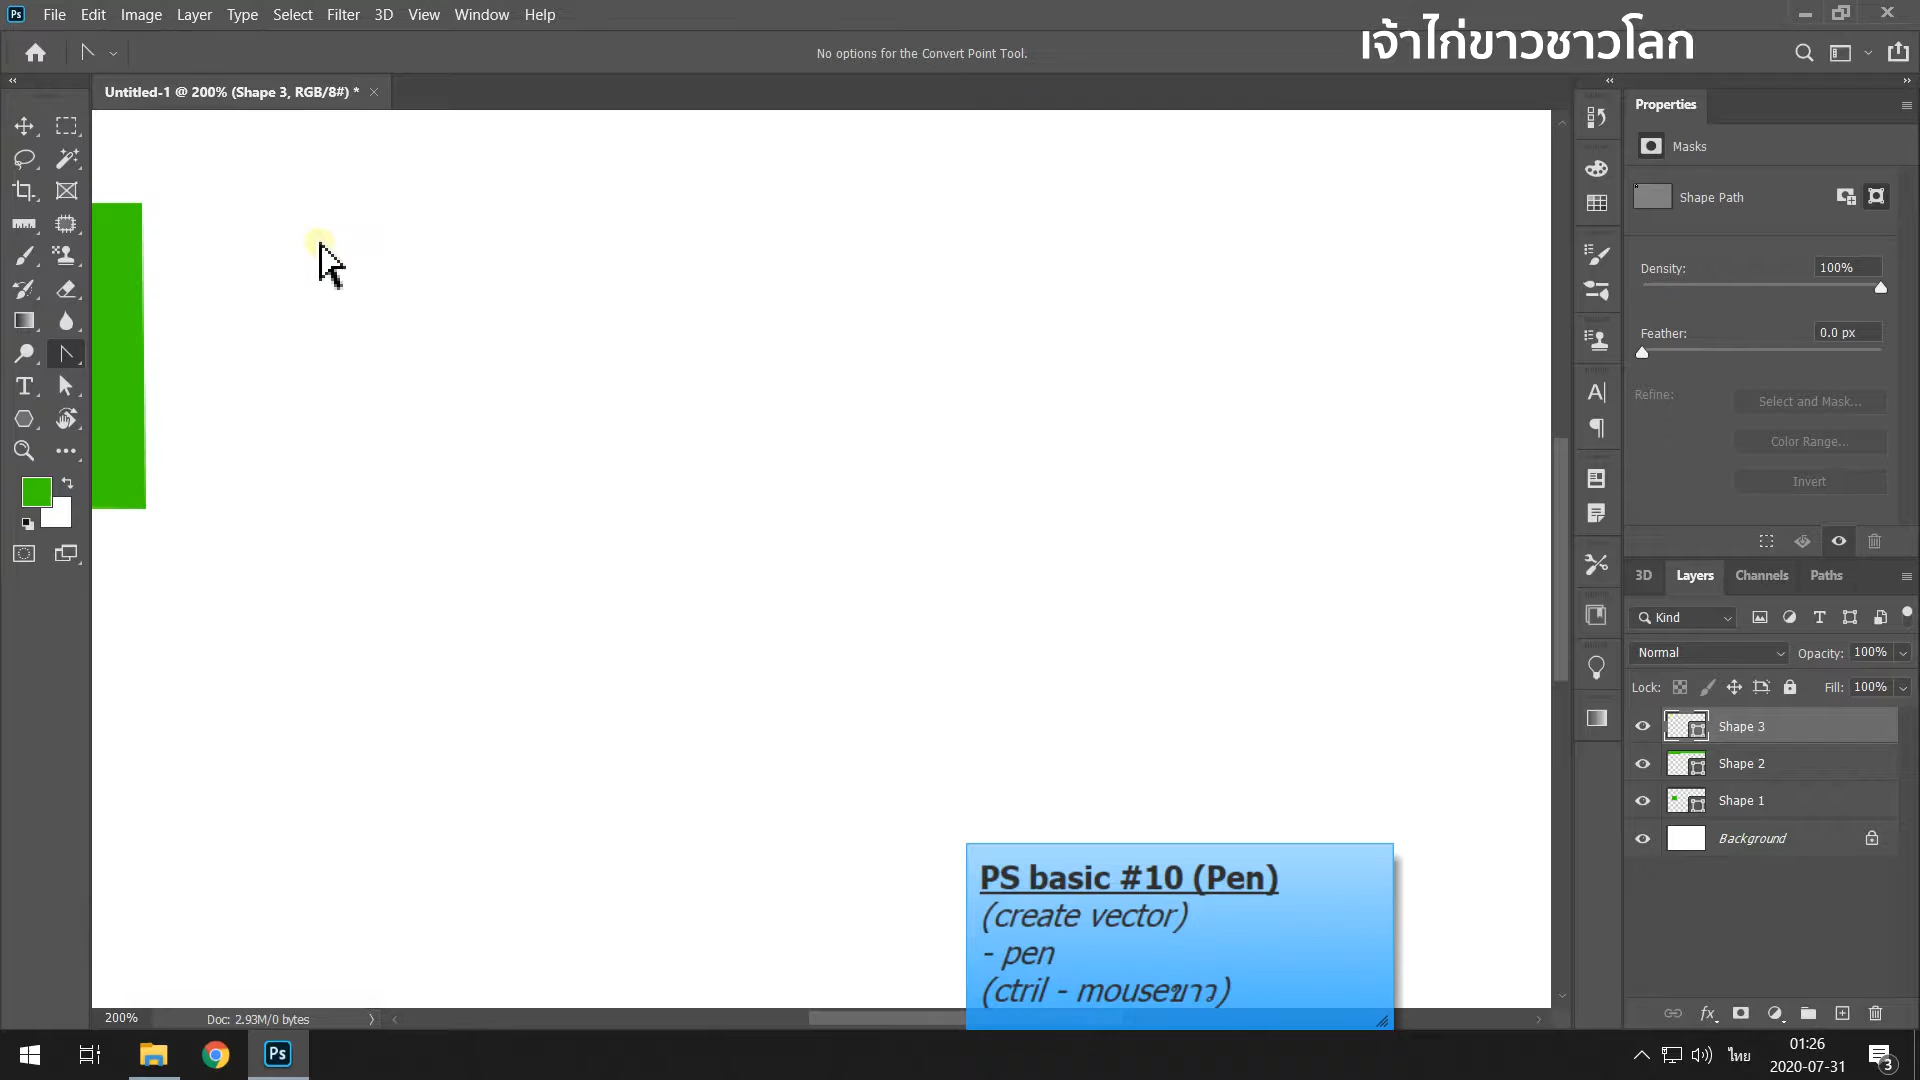 Ps File Edit Image Layer Type Select Filter 3D View Window Help
เจ้าไก่ขาวชาวโลก
No options for the Convert Point Tool.
Untitled-1 @ 200% (Shape 3, RGB/8#) *
Properties
Masks
Shape Path
Density: 100%
Feather: 0.0 px
Refine: Select and Mask...
Color Range...
Invert
3D Layers Channels Paths
Kind
Normal Opacity: 100%
Lock: Fill: 100%
Shape 3
Shape 2
Shape 1
Background
fx
PS basic #10 (Pen)
(create vector)
- pen
(ctril - mouseขาว)
200% Doc: 2.93M/0 bytes
Ps
ไทย
01:26
2020-07-31
3